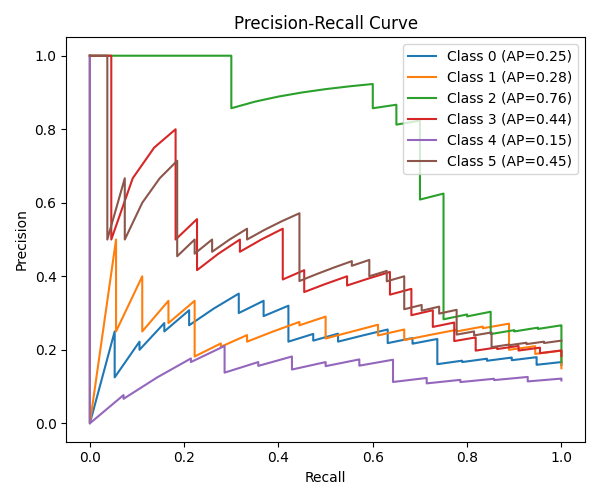 Precision-Recall Curve
Class 0 (AP=0.25)
Class 1 (AP=0.28)
Class 2 (AP=0.76)
Class 3 (AP=0.44)
Class 4 (AP=0.15)
Class 5 (AP=0.45)
Precision
1.0
0.8
0.6
0.4
0.2
0.0
0.0 0.2 0.4 0.6 0.8 1.0
Recall